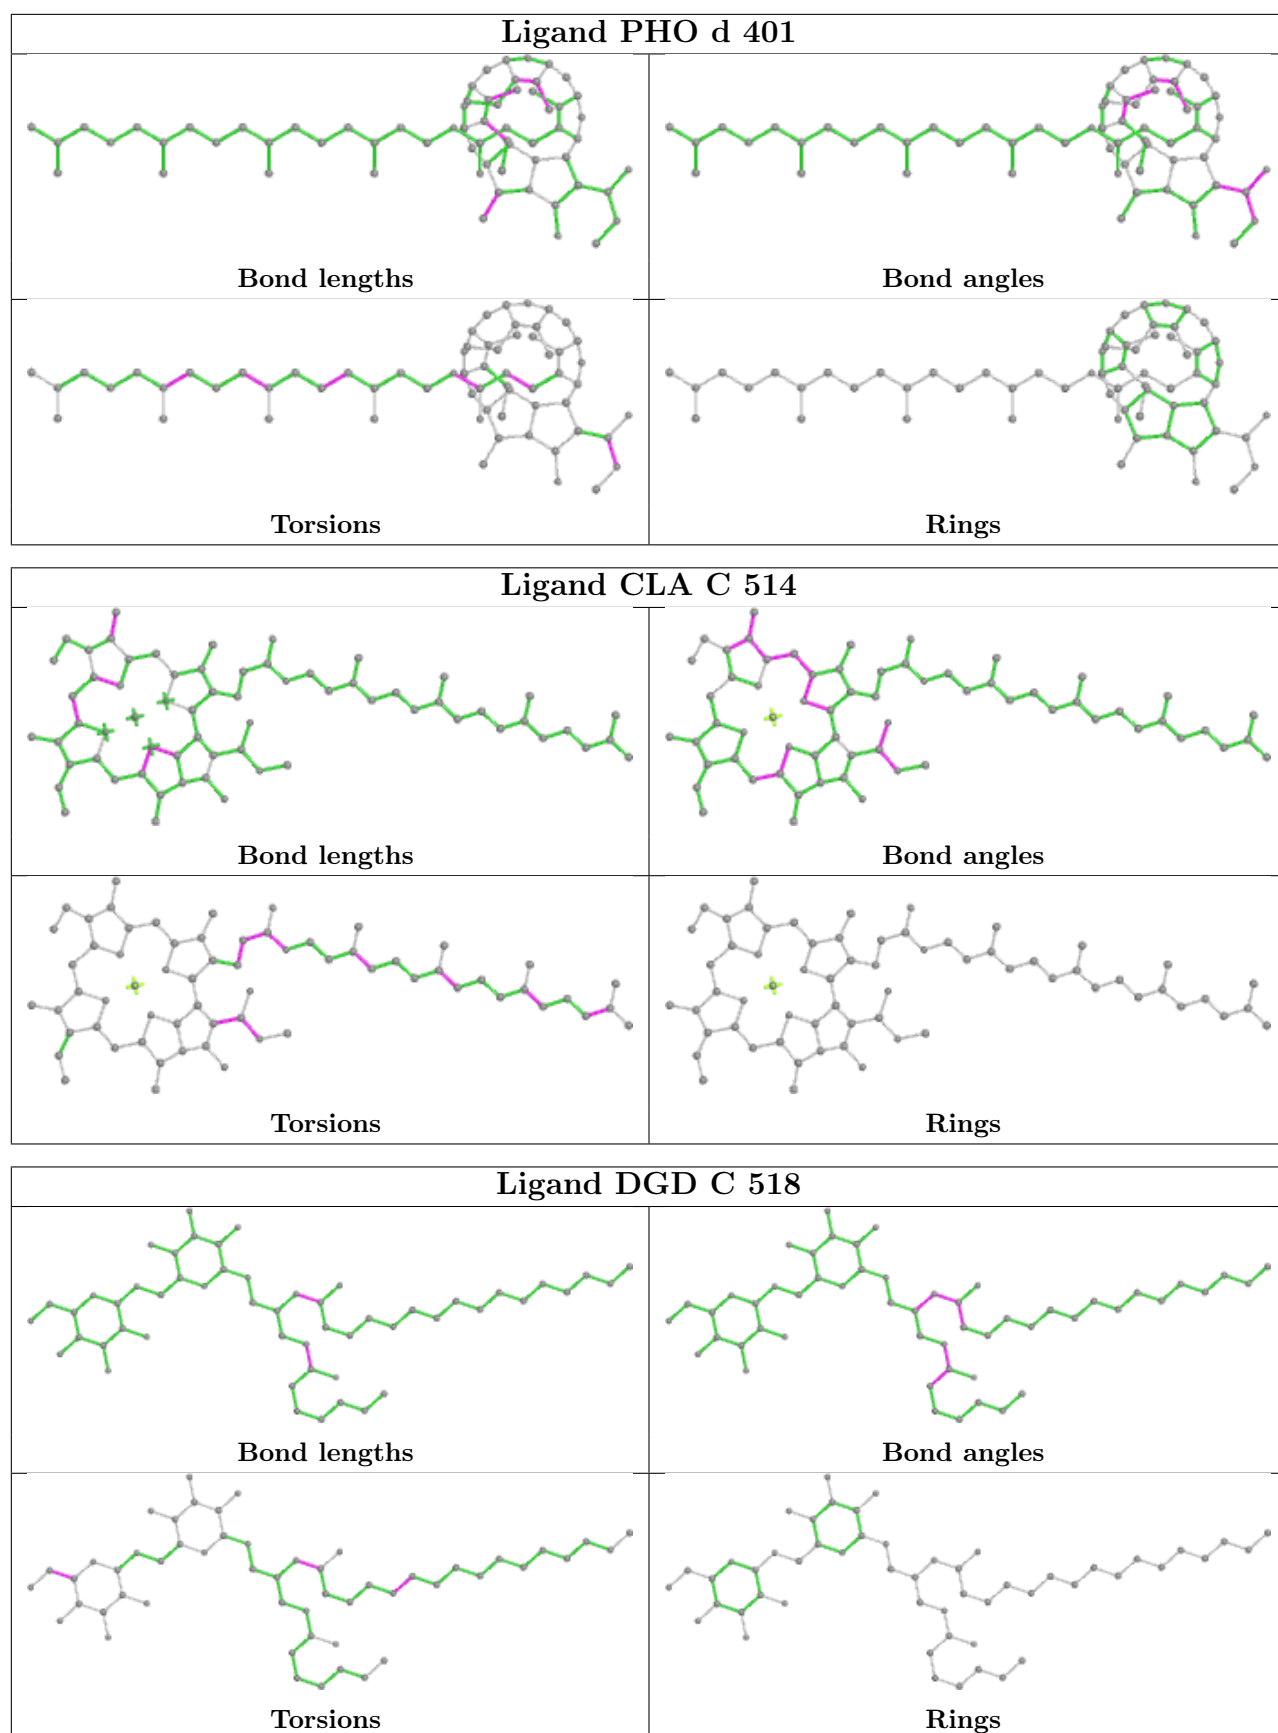 Ligand PHO d 401
Bond lengths
Bond angles
Torsions
Rings
Ligand CLA C 514
Bond lengths
Bond angles
Torsions
Rings
Ligand DGD C 518
Bond lengths
Bond angles
Torsions
Rings